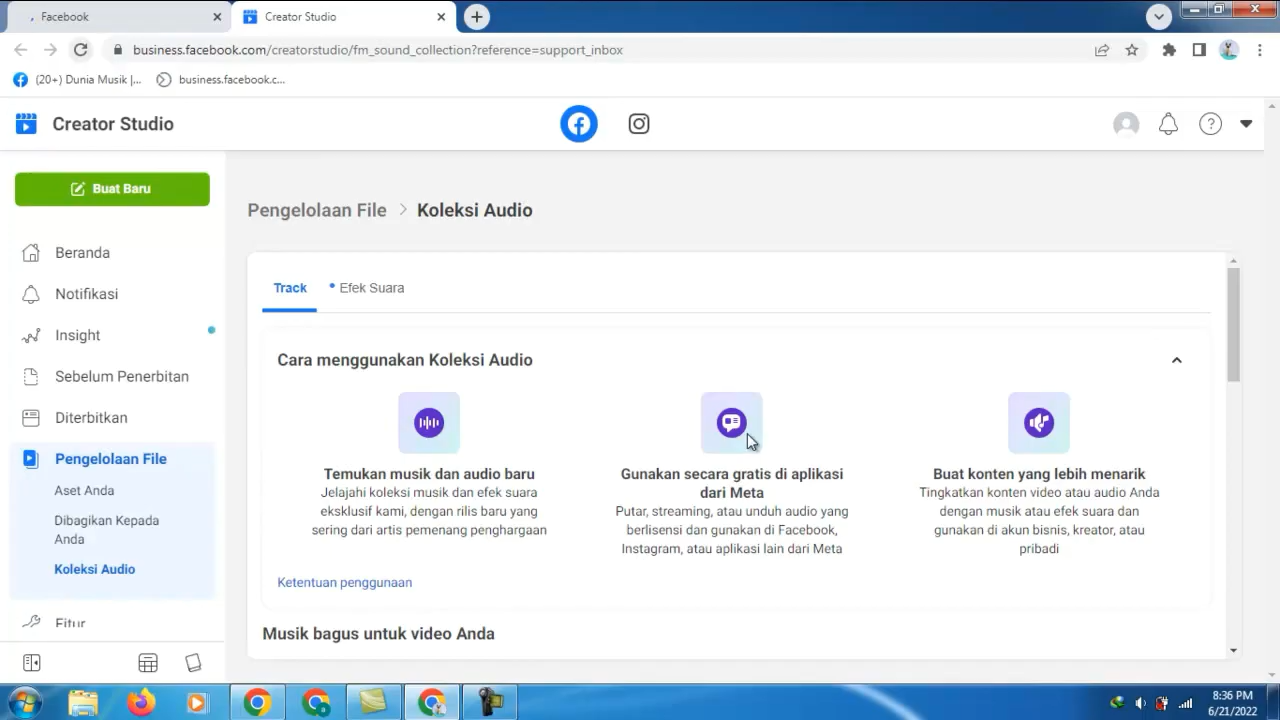 Facebook
Creator Studio
business.facebook.com/creatorstudio/fm_sound_collection?reference=support_inbox
(20+) Dunia Musik |...
business.facebook.c...
Creator Studio
Buat Baru
Beranda
Notifikasi
Insight
Sebelum Penerbitan
Diterbitkan
Pengelolaan File
Aset Anda
Dibagikan Kepada
Anda
Koleksi Audio
Fitur
Pengelolaan File > Koleksi Audio
Track
Efek Suara
Cara menggunakan Koleksi Audio
Temukan musik dan audio baru
Jelajahi koleksi musik dan efek suara
eksklusif kami, dengan rilis baru yang
sering dari artis pemenang penghargaan
Gunakan secara gratis di aplikasi
dari Meta
Putar, streaming, atau unduh audio yang
berlisensi dan gunakan di Facebook,
Instagram, atau aplikasi lain dari Meta
Buat konten yang lebih menarik
Tingkatkan konten video atau audio Anda
dengan musik atau efek suara dan
gunakan di akun bisnis, kreator, atau
pribadi
Ketentuan penggunaan
Musik bagus untuk video Anda
8:36 PM
6/21/2022